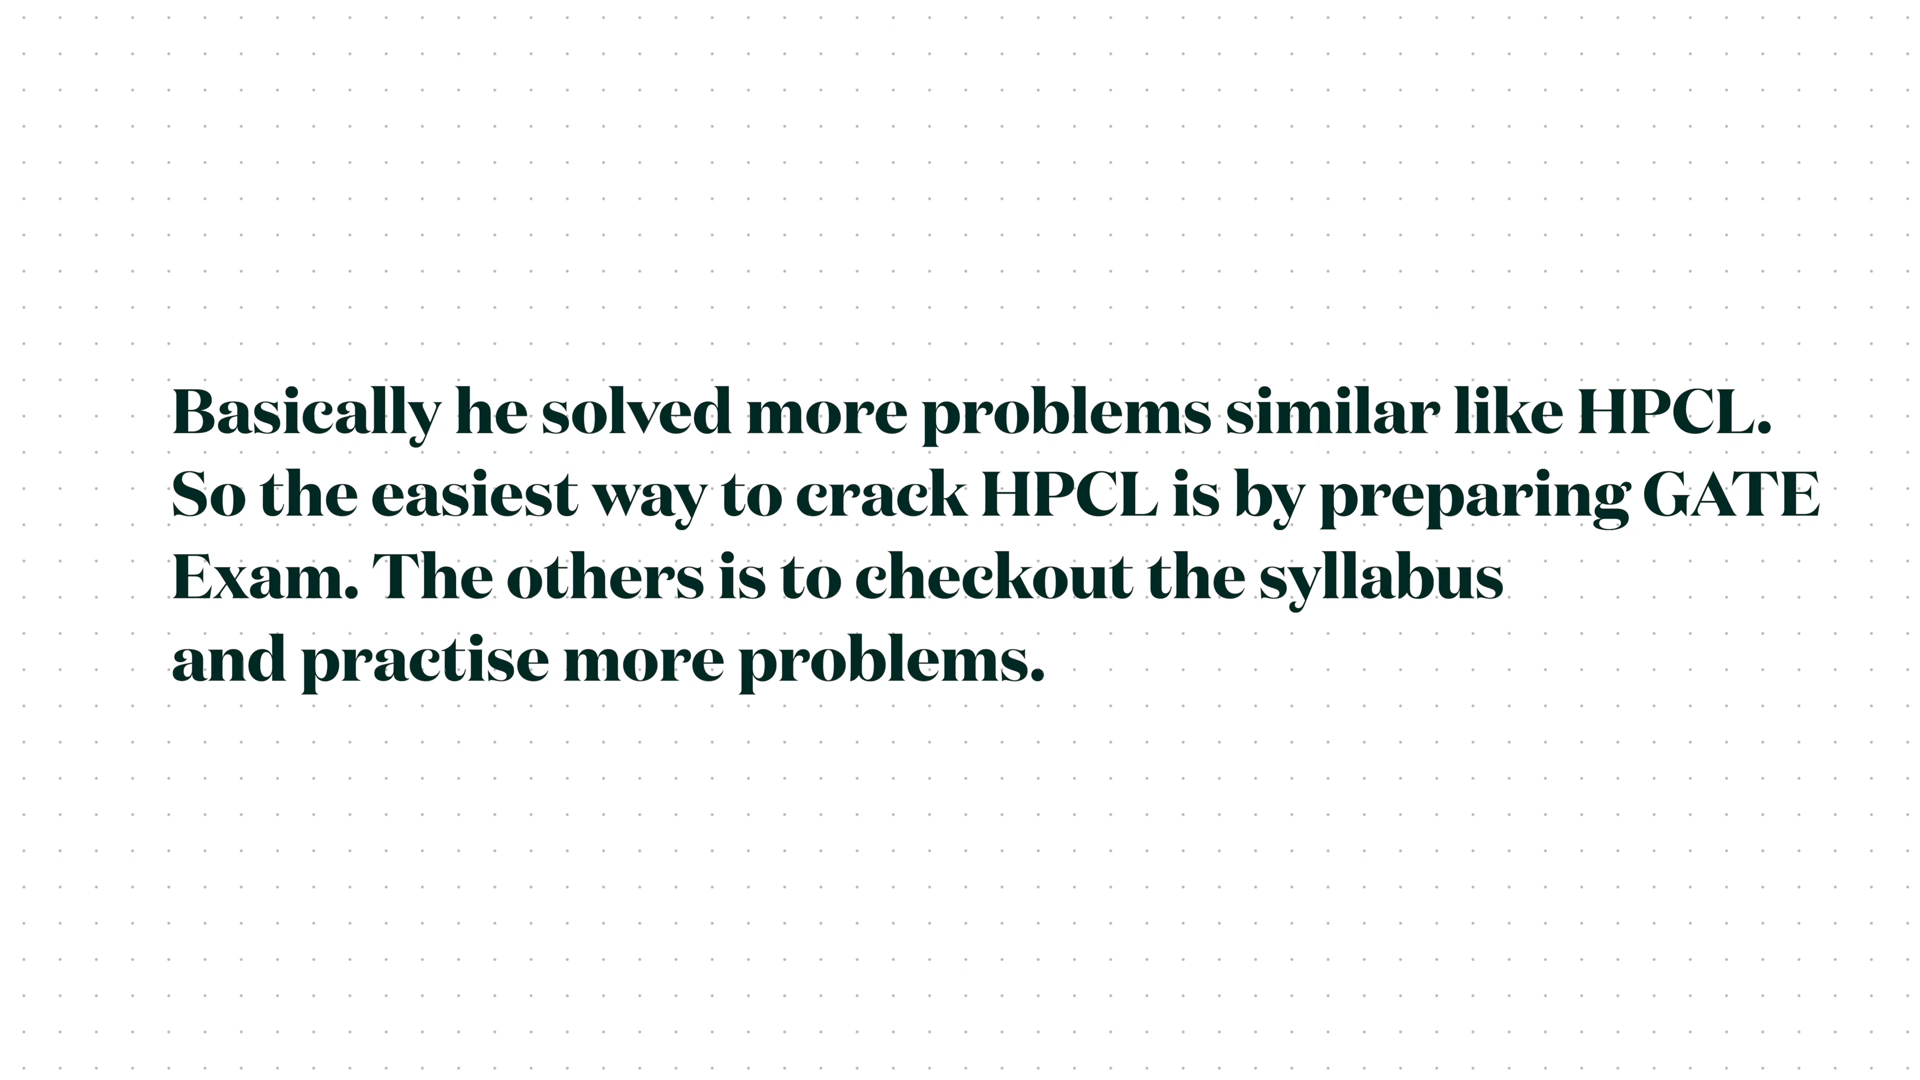 Basically he solved more problems similar like HPCL.
So the easiest way to crack HPCL is by preparing GATE
Exam. The others is to checkout the syllabus
and practise more problems.